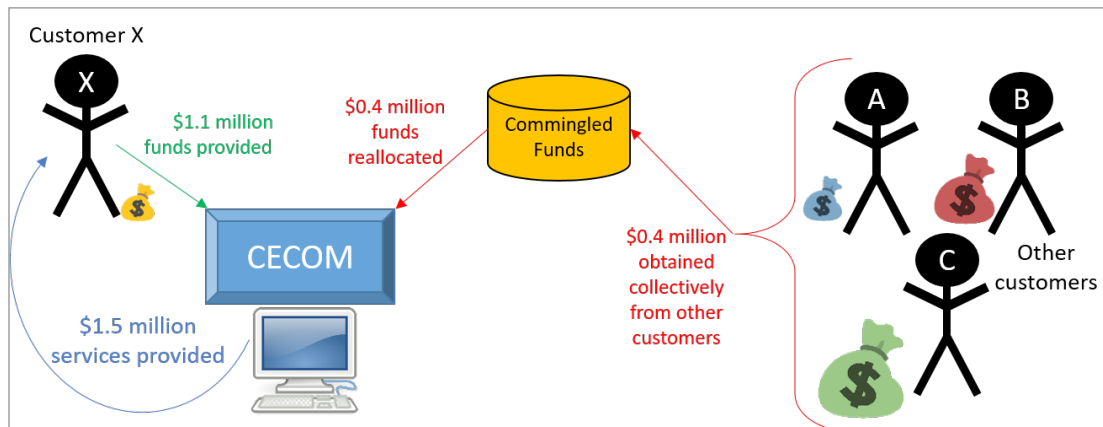 Customer X
X
$1.1 million
funds provided
$0.4 million
funds
reallocated
Commingled
Funds
CECOM
$1.5 million
services provided
$0.4 million
obtained
collectively
from other
customers
A
B
C
Other
customers
$
$
$
$